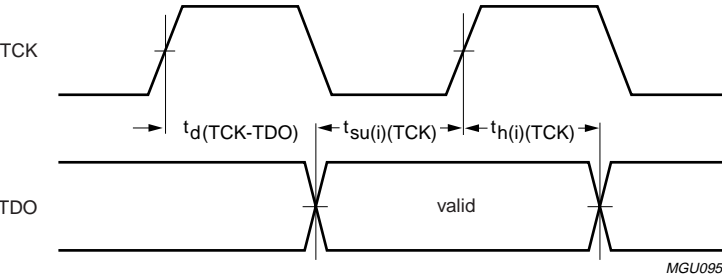 TCK
td(TCK-TDO) tsu(i)(TCK) th(i)(TCK)
TDO
valid
MGU095